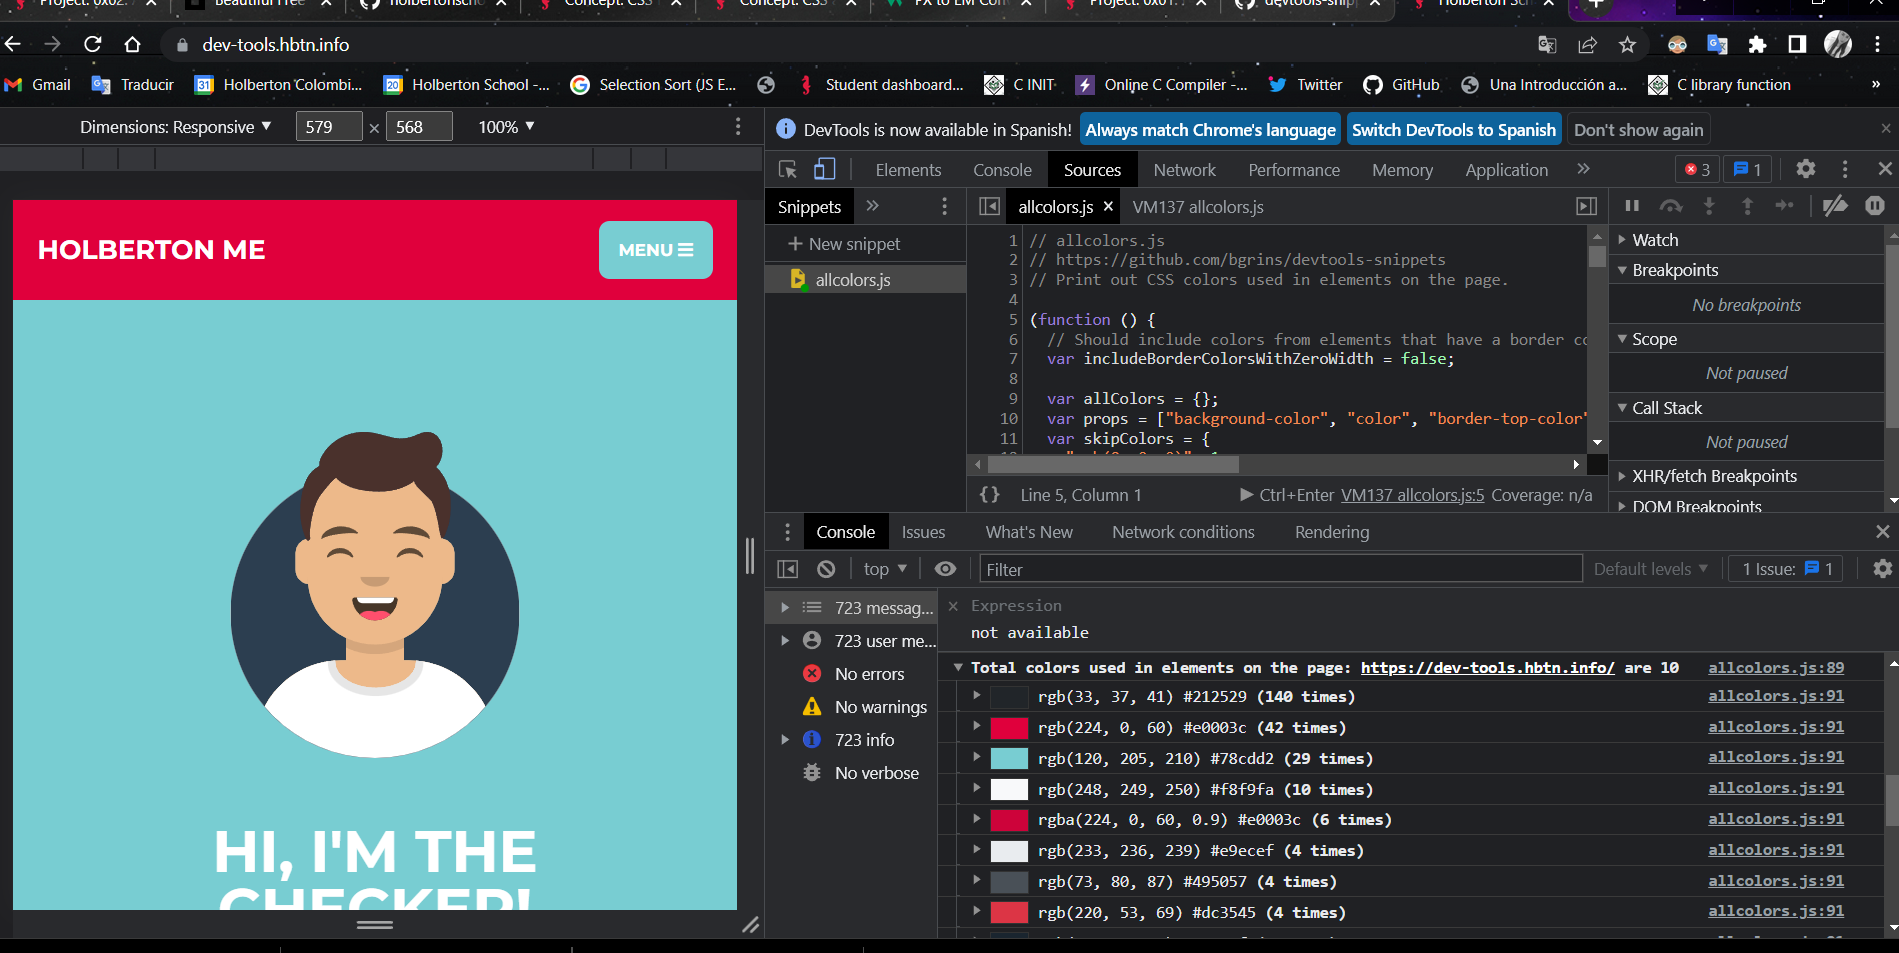 Project: 0x02.
Beautiful Free
holbertonscho
Concept: CSS
Concept: CSS
PX to EM Con
Project: 0x01.
devtools-snip
Holberton Sch
dev-tools.hbtn.info
Gmail
Traducir
31 Holberton Colombi...
20 Holberton School -...
Selection Sort (JS E...
Student dashboard...
C INIT
Online C Compiler -...
Twitter
GitHub
Una Introducción a...
C library function
»
Dimensions: Responsive ▼ 579 × 568 100% ▼
DevTools is now available in Spanish! Always match Chrome's language Switch DevTools to Spanish Don't show again ×
Elements Console Sources Network Performance Memory Application » 3 1
Snippets » allcolors.js × VM137 allcolors.js
+ New snippet
allcolors.js
HOLBERTON ME
MENU ☰
HI, I'M THE
CHECKER!
1 // allcolors.js
2 // https://github.com/bgrins/devtools-snippets
3 // Print out CSS colors used in elements on the page.
4
5 (function () {
6 // Should include colors from elements that have a border co
7 var includeBorderColorsWithZeroWidth = false;
8
9 var allColors = {};
10 var props = ["background-color", "color", "border-top-color"
11 var skipColors = {
{} Line 5, Column 1 ▶ Ctrl+Enter VM137 allcolors.js:5 Coverage: n/a
Watch
Breakpoints
No breakpoints
Scope
Not paused
Call Stack
Not paused
XHR/fetch Breakpoints
DOM Breakpoints
Console Issues What's New Network conditions Rendering
top ▼ Filter Default levels ▼ 1 Issue: 1
723 messag...
723 user me...
No errors
No warnings
723 info
No verbose
× Expression
not available
Total colors used in elements on the page: https://dev-tools.hbtn.info/ are 10 allcolors.js:89
rgb(33, 37, 41) #212529 (140 times) allcolors.js:91
rgb(224, 0, 60) #e0003c (42 times) allcolors.js:91
rgb(120, 205, 210) #78cdd2 (29 times) allcolors.js:91
rgb(248, 249, 250) #f8f9fa (10 times) allcolors.js:91
rgba(224, 0, 60, 0.9) #e0003c (6 times) allcolors.js:91
rgb(233, 236, 239) #e9ecef (4 times) allcolors.js:91
rgb(73, 80, 87) #495057 (4 times) allcolors.js:91
rgb(220, 53, 69) #dc3545 (4 times) allcolors.js:91